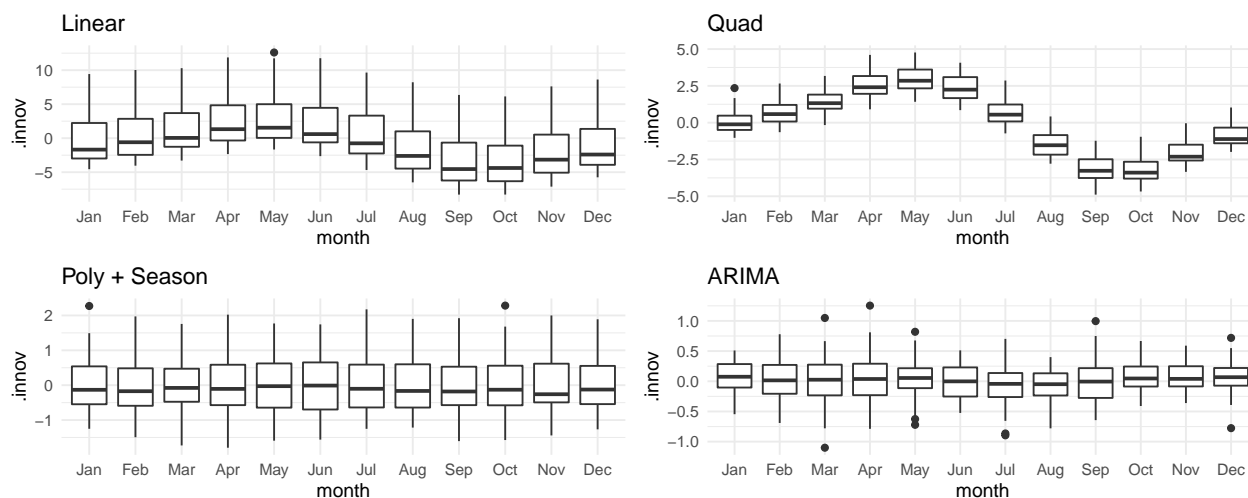 Linear
.innov
10
5
0
−5
Jan Feb Mar Apr May Jun Jul Aug Sep Oct Nov Dec
month
Quad
.innov
5.0
2.5
0.0
−2.5
−5.0
Jan Feb Mar Apr May Jun Jul Aug Sep Oct Nov Dec
month
Poly + Season
.innov
2
1
0
−1
Jan Feb Mar Apr May Jun Jul Aug Sep Oct Nov Dec
month
ARIMA
.innov
1.0
0.5
0.0
−0.5
−1.0
Jan Feb Mar Apr May Jun Jul Aug Sep Oct Nov Dec
month